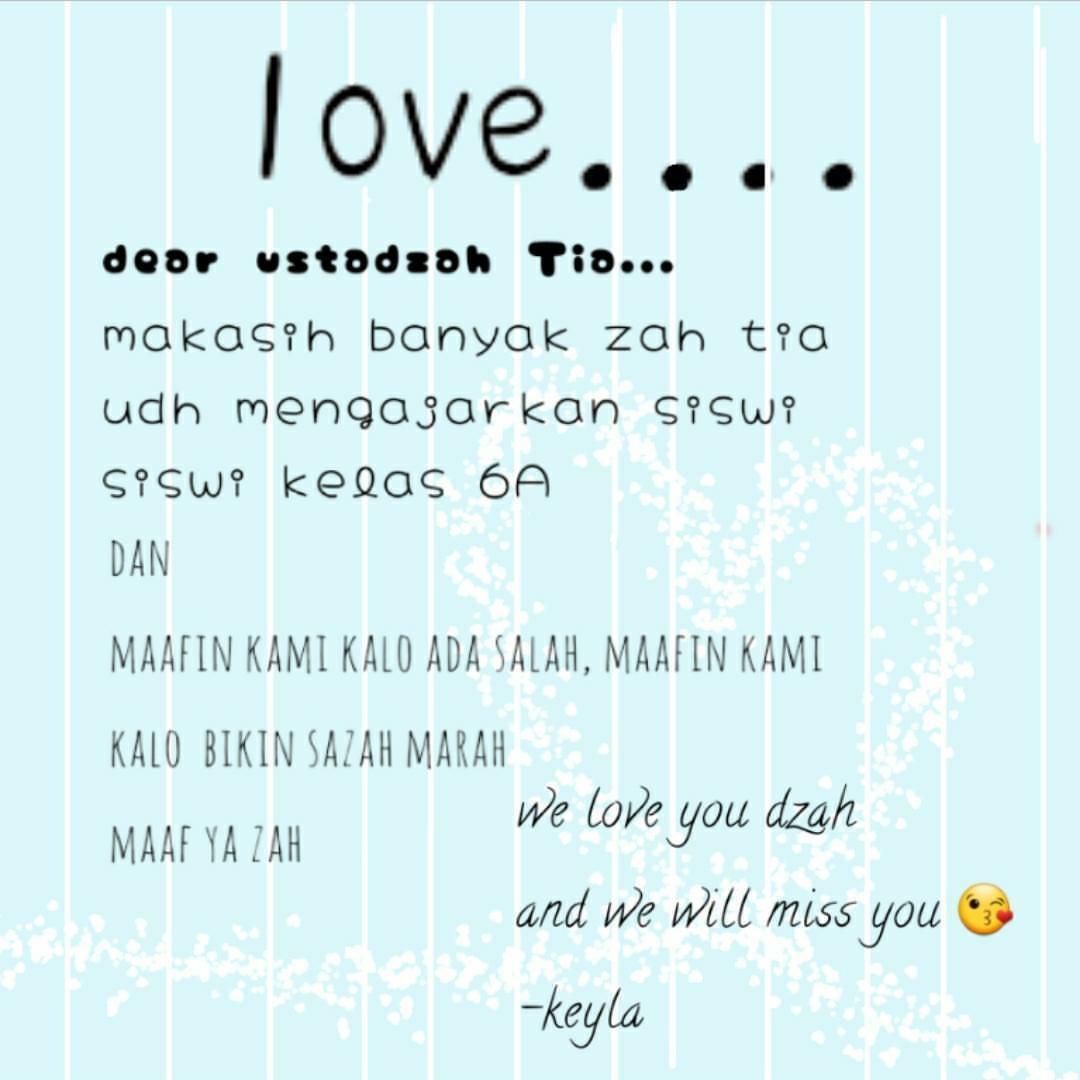 love....
dear ustadzah Tia...
makasih banyak zah tia
udh mengajarkan siswi
siswi kelas 6A
DAN
MAAFIN KAMI KALO ADA SALAH, MAAFIN KAMI
KALO BIKIN SAZAH MARAH
MAAF YA ZAH
we love you dzah
and we will miss you 😘
-keyla